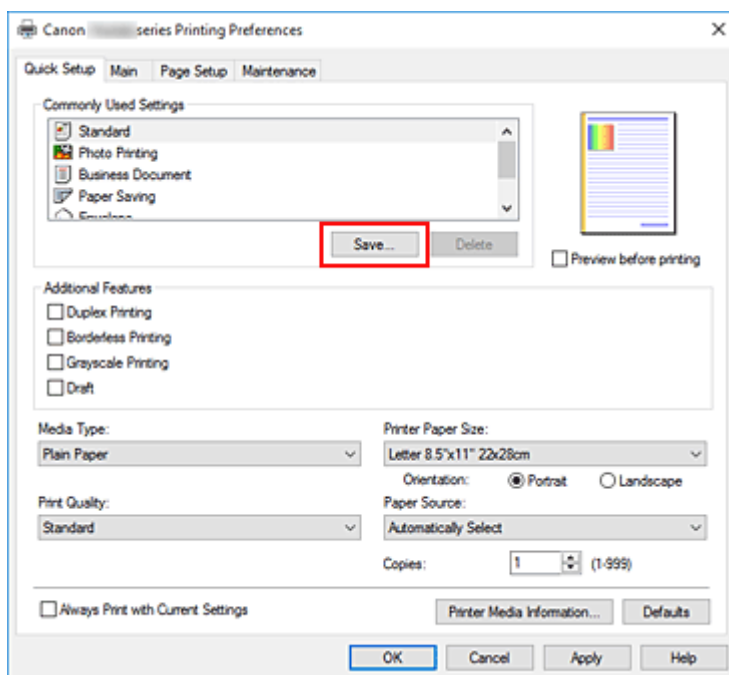 Canon series Printing Preferences
Quick Setup Main Page Setup Maintenance
Commonly Used Settings
Standard
Photo Printing
Business Document
Paper Saving
Envelope
Save... Delete
Preview before printing
Additional Features
Duplex Printing
Borderless Printing
Grayscale Printing
Draft
Media Type: Printer Paper Size:
Plain Paper Letter 8.5"x11" 22x28cm
Orientation: Portrait Landscape
Print Quality: Paper Source:
Standard Automatically Select
Copies: 1 (1-999)
Always Print with Current Settings Printer Media Information... Defaults
OK Cancel Apply Help